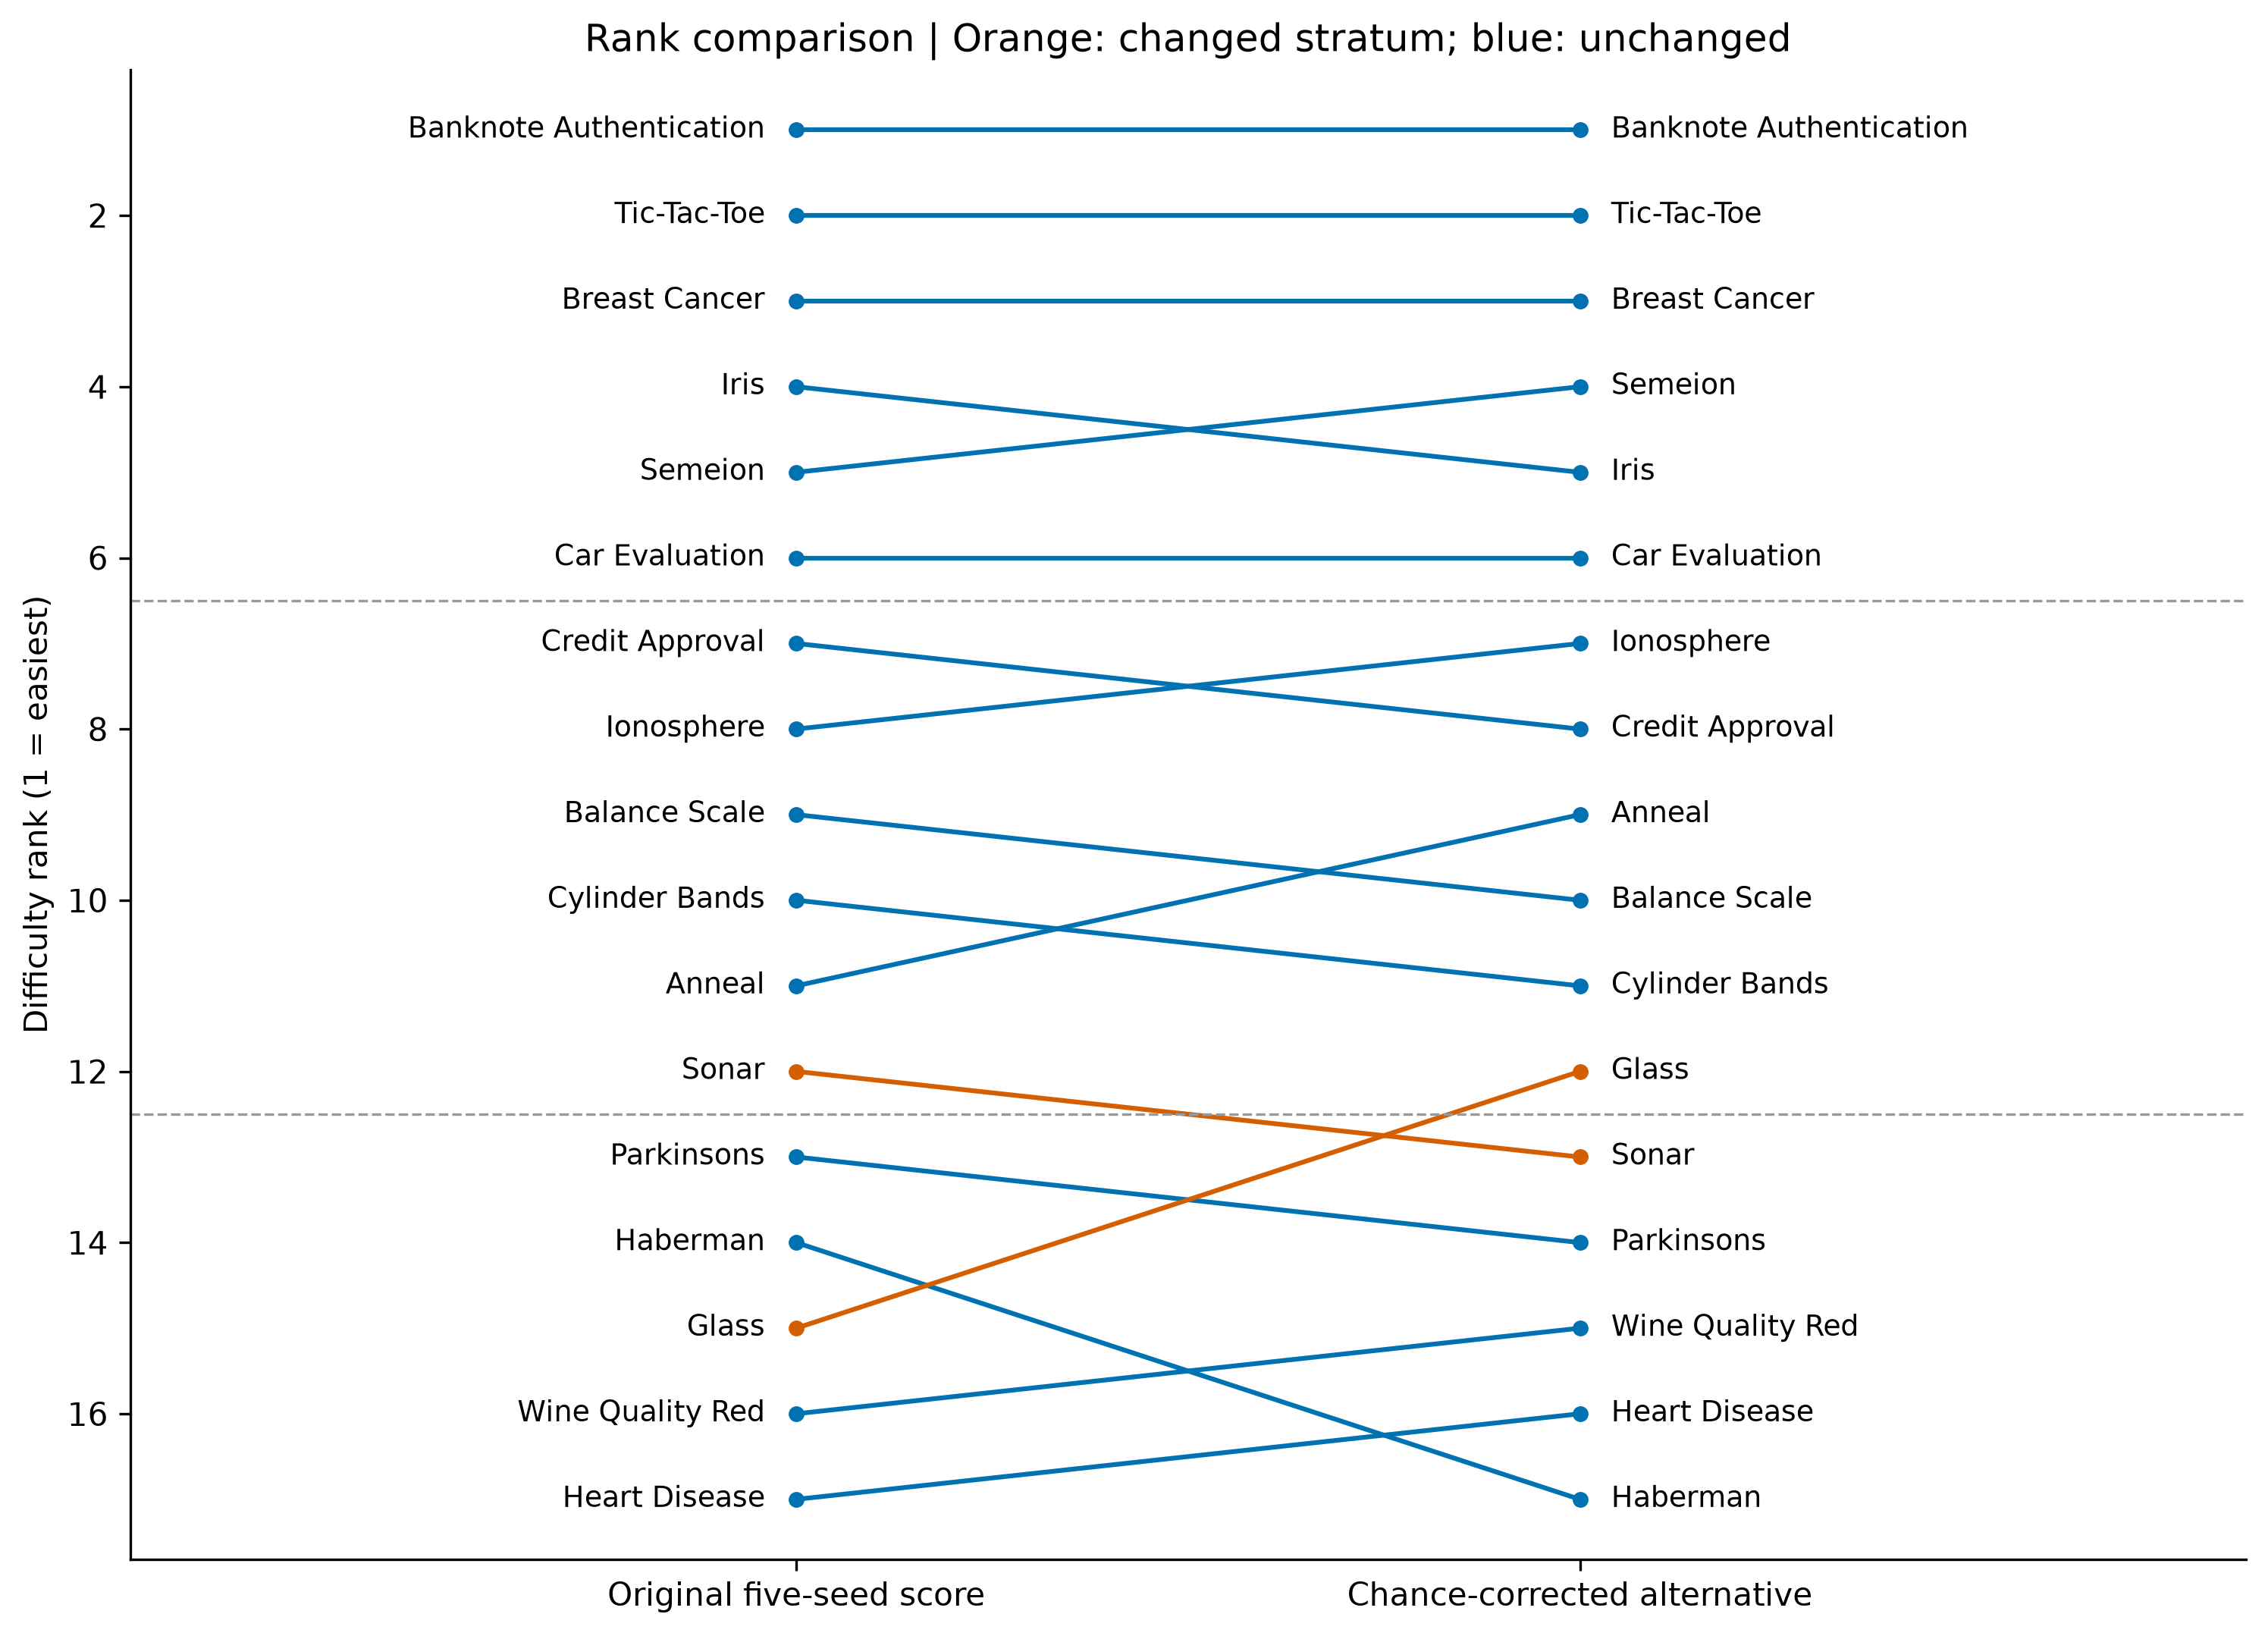 Rank comparison | Orange: changed stratum; blue: unchanged
Difficulty rank (1 = easiest)
Banknote Authentication Banknote Authentication
2 Tic-Tac-Toe Tic-Tac-Toe
Breast Cancer Breast Cancer
4 Iris Semeion
Semeion Iris
6 Car Evaluation Car Evaluation
Credit Approval Ionosphere
8 Ionosphere Credit Approval
Balance Scale Anneal
10 Cylinder Bands Balance Scale
Anneal Cylinder Bands
12 Sonar Glass
Parkinsons Sonar
14 Haberman Parkinsons
Glass Wine Quality Red
16 Wine Quality Red Heart Disease
Heart Disease Haberman
Original five-seed score Chance-corrected alternative